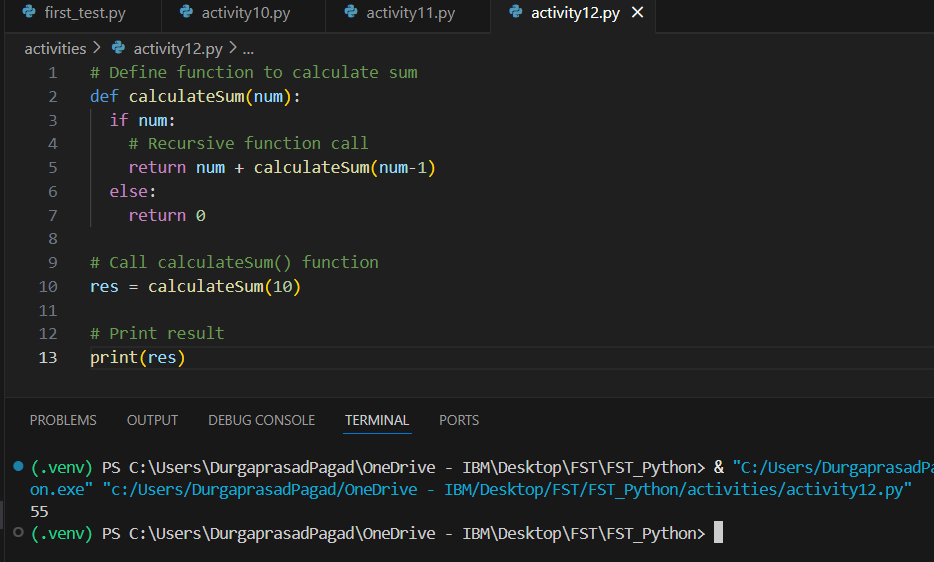 first_test.py activity10.py activity11.py activity12.py
activities > activity12.py > ...
1 # Define function to calculate sum
2 def calculateSum(num):
3   if num:
4     # Recursive function call
5     return num + calculateSum(num-1)
6   else:
7     return 0
8
9 # Call calculateSum() function
10 res = calculateSum(10)
11
12 # Print result
13 print(res)
PROBLEMS OUTPUT DEBUG CONSOLE TERMINAL PORTS
(.venv) PS C:\Users\DurgaprasadPagad\OneDrive - IBM\Desktop\FST\FST_Python> & "C:/Users/DurgaprasadPa
on.exe" "c:/Users/DurgaprasadPagad/OneDrive - IBM/Desktop/FST/FST_Python/activities/activity12.py"
55
(.venv) PS C:\Users\DurgaprasadPagad\OneDrive - IBM\Desktop\FST\FST_Python>